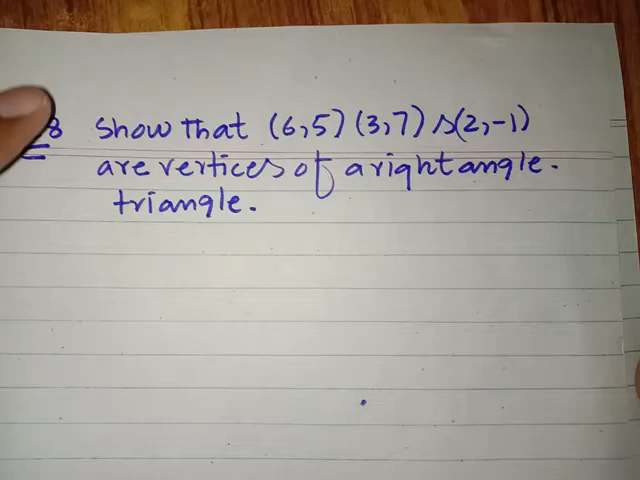 8 Show that (6,5) (3,7) & (2,-1)
are vertices of a right angle.
triangle.